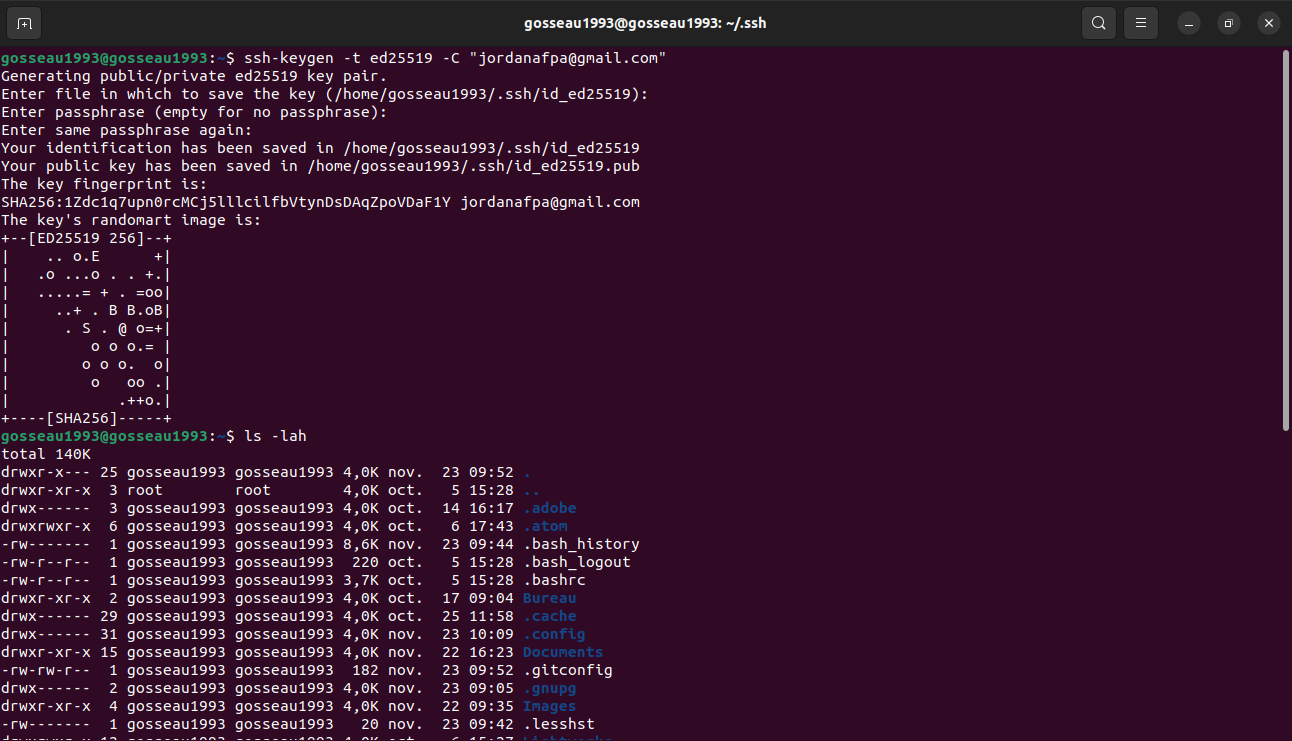 gosseau1993@gosseau1993: ~/.ssh
gosseau1993@gosseau1993:~$ ssh-keygen -t ed25519 -C "jordanafpa@gmail.com"
Generating public/private ed25519 key pair.
Enter file in which to save the key (/home/gosseau1993/.ssh/id_ed25519):
Enter passphrase (empty for no passphrase):
Enter same passphrase again:
Your identification has been saved in /home/gosseau1993/.ssh/id_ed25519
Your public key has been saved in /home/gosseau1993/.ssh/id_ed25519.pub
The key fingerprint is:
SHA256:1Zdc1q7upn0rcMCj5lllcilfbVtynDsDAqZpoVDaF1Y jordanafpa@gmail.com
The key's randomart image is:
+--[ED25519 256]--+
|    .. o.E      +|
|   .o ...o . . +.|
|   .....= + . =oo|
|     ..+ . B B.oB|
|      . S . @ o=+|
|         o o o.= |
|        o o o.  o|
|         o   oo .|
|            .++o.|
+----[SHA256]-----+
gosseau1993@gosseau1993:~$ ls -lah
total 140K
drwxr-x--- 25 gosseau1993 gosseau1993 4,0K nov.  23 09:52 .
drwxr-xr-x  3 root        root        4,0K oct.   5 15:28 ..
drwx------  3 gosseau1993 gosseau1993 4,0K oct.  14 16:17 .adobe
drwxrwxr-x  6 gosseau1993 gosseau1993 4,0K oct.   6 17:43 .atom
-rw-------  1 gosseau1993 gosseau1993 8,6K nov.  23 09:44 .bash_history
-rw-r--r--  1 gosseau1993 gosseau1993  220 oct.   5 15:28 .bash_logout
-rw-r--r--  1 gosseau1993 gosseau1993 3,7K oct.   5 15:28 .bashrc
drwxr-xr-x  2 gosseau1993 gosseau1993 4,0K oct.  17 09:04 Bureau
drwx------ 29 gosseau1993 gosseau1993 4,0K oct.  25 11:58 .cache
drwx------ 31 gosseau1993 gosseau1993 4,0K nov.  23 10:09 .config
drwxr-xr-x 15 gosseau1993 gosseau1993 4,0K nov.  22 16:23 Documents
-rw-rw-r--  1 gosseau1993 gosseau1993  182 nov.  23 09:52 .gitconfig
drwx------  2 gosseau1993 gosseau1993 4,0K nov.  23 09:05 .gnupg
drwxr-xr-x  4 gosseau1993 gosseau1993 4,0K nov.  22 09:35 Images
-rw-------  1 gosseau1993 gosseau1993   20 nov.  23 09:42 .lesshst